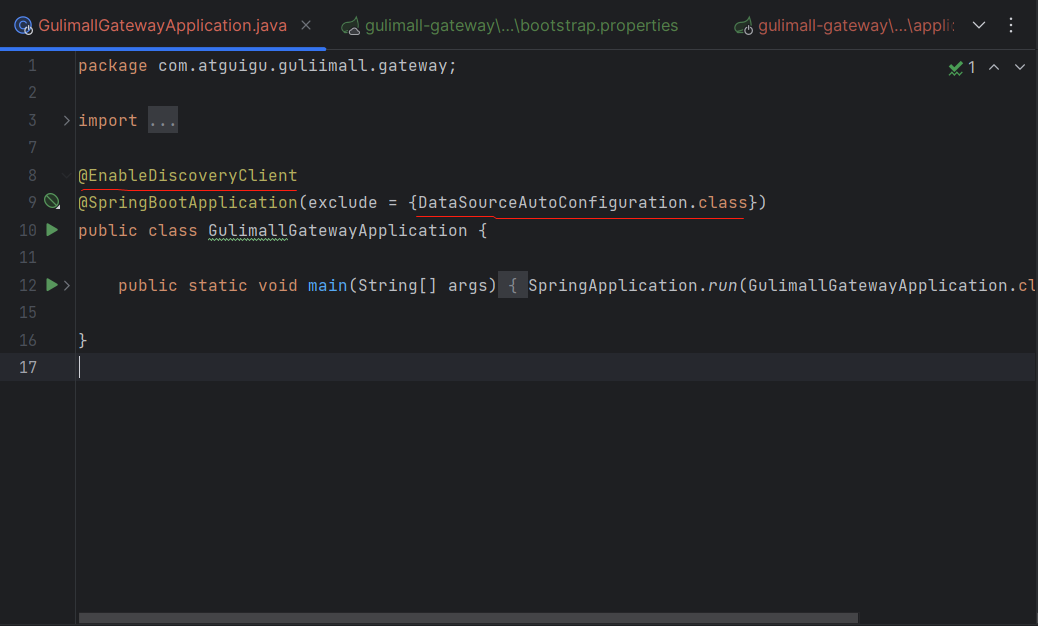 GulimallGatewayApplication.java
gulimall-gateway\...\bootstrap.properties
gulimall-gateway\...\appli
1 package com.atguigu.guliimall.gateway;
1
2
3 import ...
7
8 @EnableDiscoveryClient
9 @SpringBootApplication(exclude = {DataSourceAutoConfiguration.class})
10 public class GulimallGatewayApplication {
11
12 public static void main(String[] args) { SpringApplication.run(GulimallGatewayApplication.cl
15
16 }
17